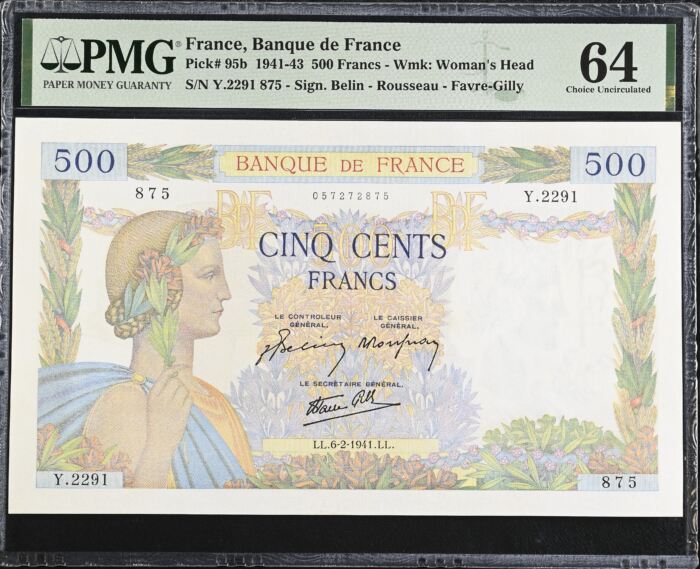 PMG® France, Banque de France
Pick# 95b 1941-43 500 Francs - Wmk: Woman's Head
PAPER MONEY GUARANTY
S/N Y.2291 875 - Sign. Belin - Rousseau - Favre-Gilly
64
Choice Uncirculated
500 BANQUE DE FRANCE 500
875 057272875 Y.2291
BDF BDF
CINQ CENTS
FRANCS
LE CONTROLEUR GÉNÉRAL, LE CAISSIER GÉNÉRAL,
LE SECRÉTAIRE GÉNÉRAL,
LL.6-2-1941.LL.
Y.2291 875